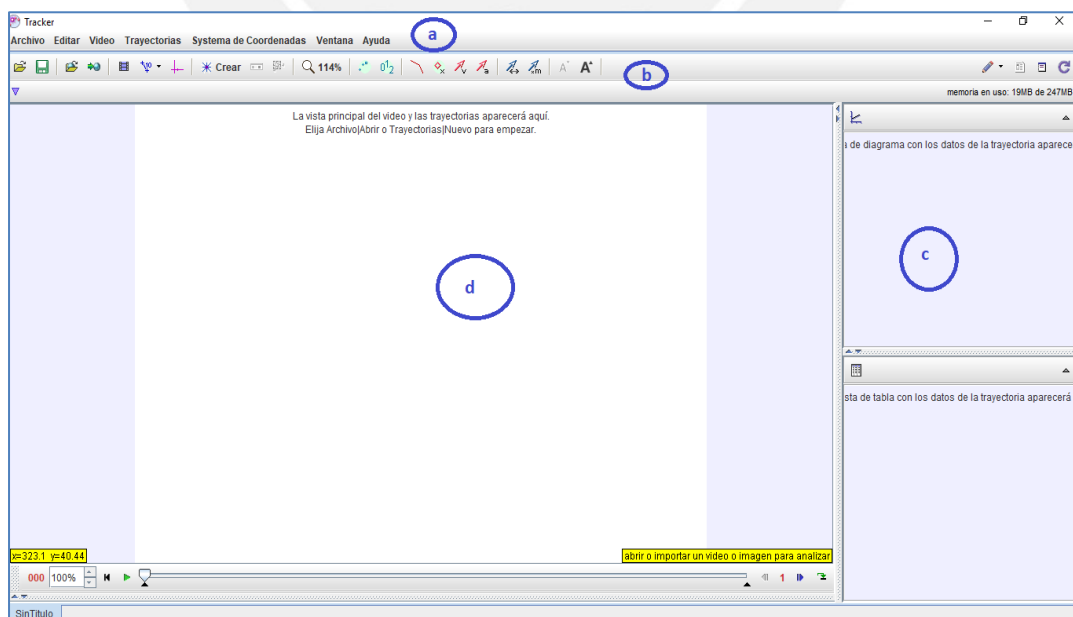 Tracker
Archivo Editar Video Trayectorias Systema de Coordenadas Ventana Ayuda
a
Crear 114% 0½ x v a m A A
b
memoria en uso: 19MB de 247MB
La vista principal del video y las trayectorias aparecerá aquí.
Elija Archivo|Abrir o Trayectorias|Nuevo para empezar.
de diagrama con los datos de la trayectoria aparece
c
d
sta de tabla con los datos de la trayectoria aparecerá
x=323.1 y=40.44
abrir o importar un video o imagen para analizar
000 100% 1
SinTitulo